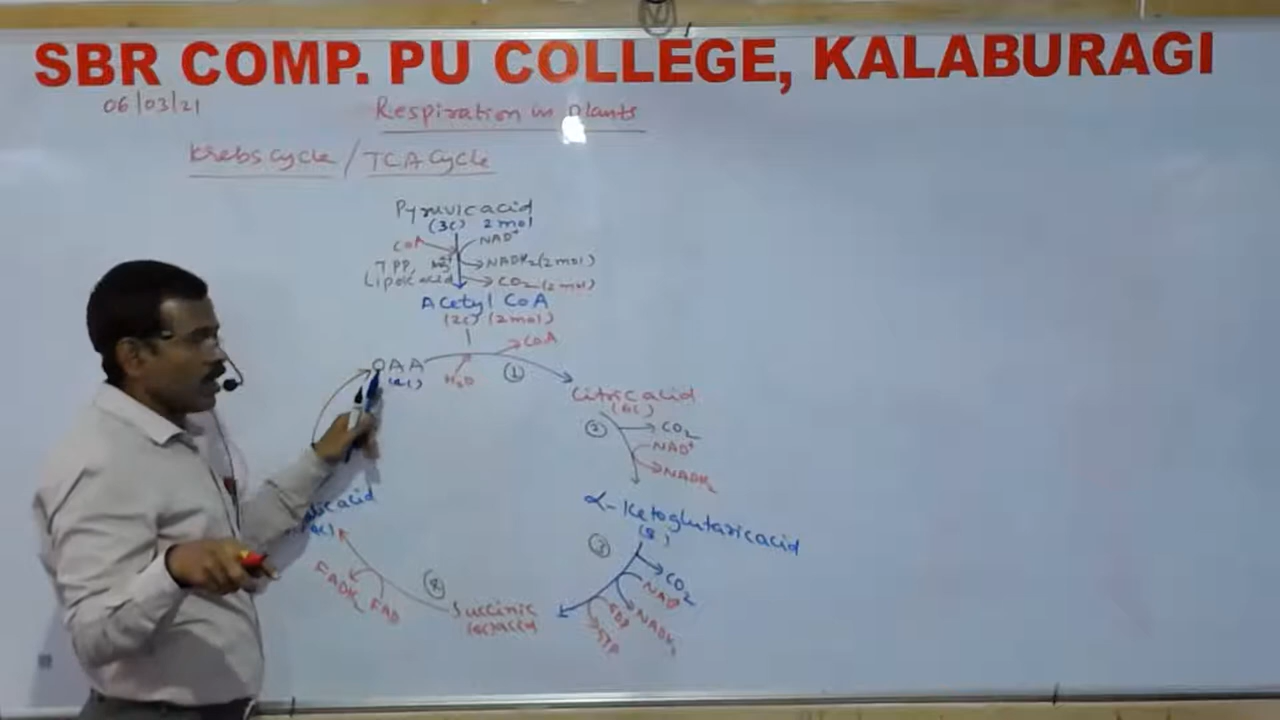 SBR COMP. PU COLLEGE, KALABURAGI
06/03/21
Respiration in Plants
Krebs cycle / TCA Cycle
Pyruvic acid
(3C) 2 mol
CoA
NAD+
TPP,
NADH2 (2 mol)
Lipoic acid
CO2 (2 mol)
Acetyl CoA
(2C) (2 mol)
CoA
OAA
(4C)
H2O
1
Citric acid
(6C)
2
CO2
NAD+
NADH2
α-Ketoglutaric acid
3
CO2
NAD+
NADH2
GDP
GTP
Succinic
(4C) acid
4
FAD
FADH2
acid